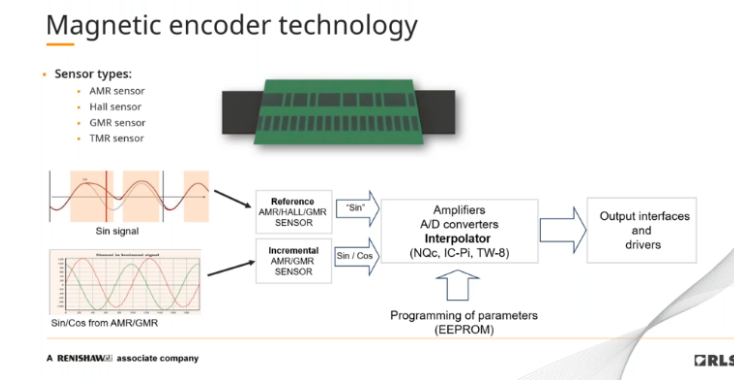 Magnetic encoder technology
Sensor types:
AMR sensor
Hall sensor
GMR sensor
TMR sensor
Sin signal
Reference
AMR/HALL/GMR
SENSOR
"Sin"
Incremental
AMR/GMR
SENSOR
Sin / Cos
Amplifiers
A/D converters
Interpolator
(NQc, IC-Pi, TW-8)
Output interfaces
and
drivers
Sin/Cos from AMR/GMR
Programming of parameters
(EEPROM)
A RENISHAW associate company
RLS